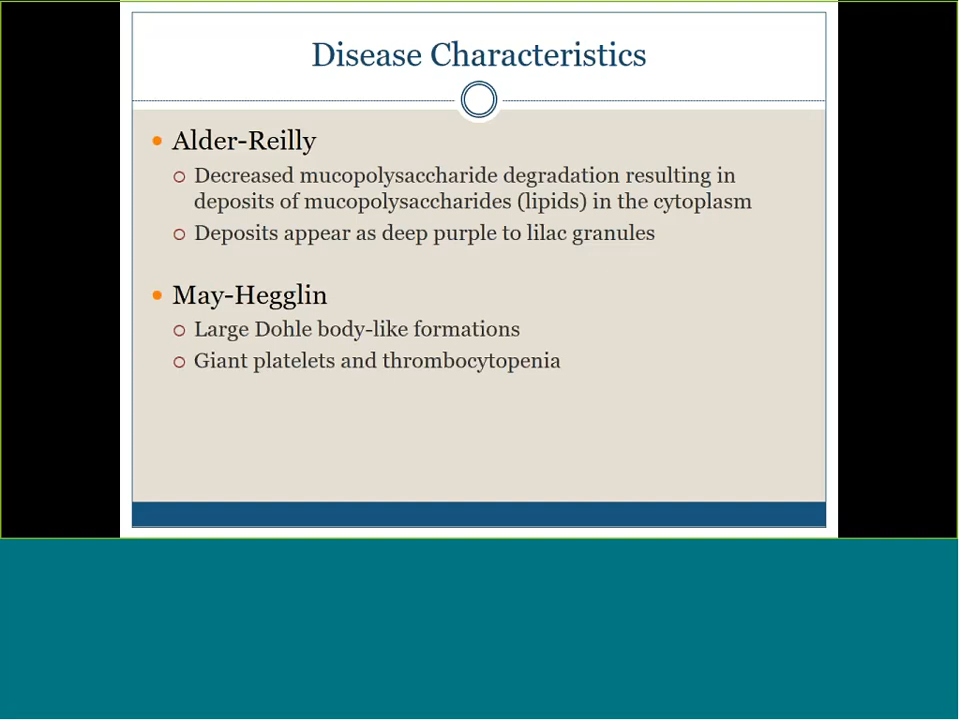 Disease Characteristics
Alder-Reilly
Decreased mucopolysaccharide degradation resulting in
deposits of mucopolysaccharides (lipids) in the cytoplasm
Deposits appear as deep purple to lilac granules
May-Hegglin
Large Dohle body-like formations
Giant platelets and thrombocytopenia